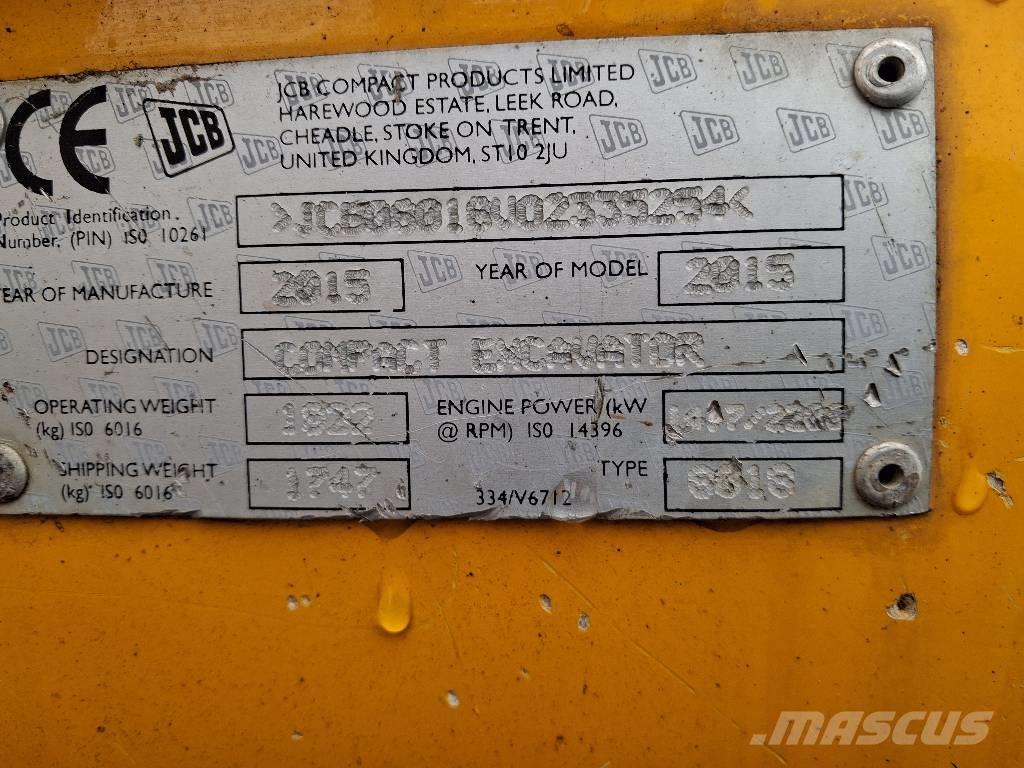 CE
JCB
JCB COMPACT PRODUCTS LIMITED
HAREWOOD ESTATE, LEEK ROAD,
CHEADLE, STOKE ON TRENT,
UNITED KINGDOM, ST10 2JU
Product Identification.
Number, (PIN) ISO 10261
YEAR OF MANUFACTURE 2015 YEAR OF MODEL 2015
DESIGNATION COMPACT EXCAVATOR
OPERATING WEIGHT
(kg) ISO 6016
1822
ENGINE POWER (kW
@ RPM) ISO 14396
SHIPPING WEIGHT
(kg) ISO 6016
1747
TYPE 8018
334/V6712
MASCUS